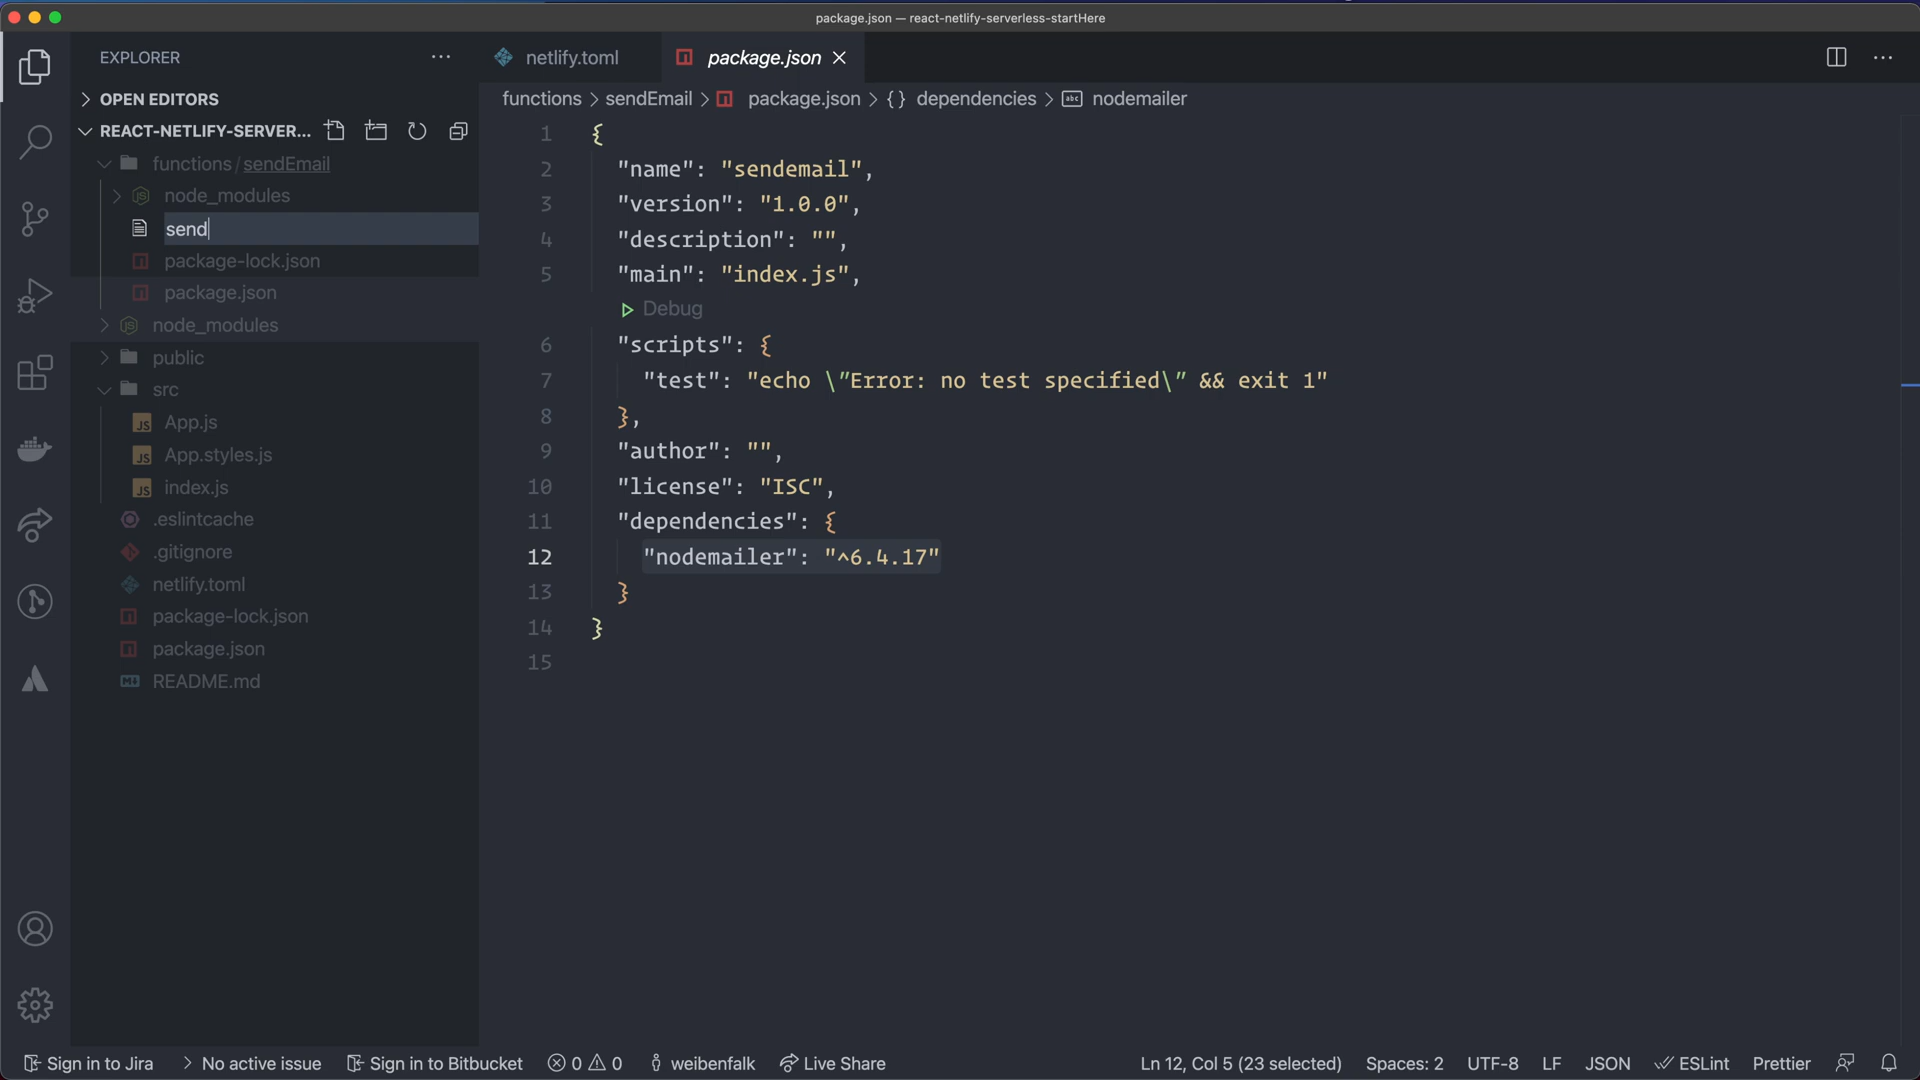 package.json — react-netlify-serverless-startHere
EXPLORER
OPEN EDITORS
REACT-NETLIFY-SERVER...
functions / sendEmail
node_modules
send
package-lock.json
package.json
node_modules
public
src
App.js
App.styles.js
index.js
.eslintcache
.gitignore
netlify.toml
package-lock.json
package.json
README.md
netlify.toml
package.json
functions > sendEmail > package.json > {} dependencies > abc nodemailer
1 {
2 "name": "sendemail",
3 "version": "1.0.0",
4 "description": "",
5 "main": "index.js",
Debug
6 "scripts": {
7 "test": "echo \"Error: no test specified\" && exit 1"
8 },
9 "author": "",
10 "license": "ISC",
11 "dependencies": {
12 "nodemailer": "^6.4.17"
13 }
14 }
15
Sign in to Jira > No active issue Sign in to Bitbucket 0 0 weibenfalk Live Share Ln 12, Col 5 (23 selected) Spaces: 2 UTF-8 LF JSON ESLint Prettier